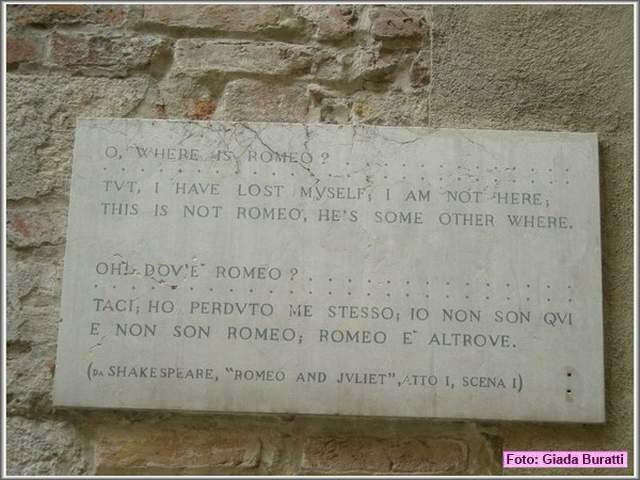 O, WHERE IS ROMEO? . . . . . . . . . . . . . . . .
. . . . . . . . . . . . . . . . . . . . . . . . . . . . . .
TVT, I HAVE LOST MYSELF; I AM NOT HERE;
THIS IS NOT ROMEO, HE'S SOME OTHER WHERE.
OH! DOV'E' ROMEO? . . . . . . . . . . . . . . . . . .
. . . . . . . . . . . . . . . . . . . . . . . . . . . . . .
TACI; HO PERDVTO ME STESSO; IO NON SON QVI
E NON SON ROMEO; ROMEO E' ALTROVE.
(DA SHAKESPEARE, "ROMEO AND JVLIET", ATTO I, SCENA I)
Foto: Giada Buratti